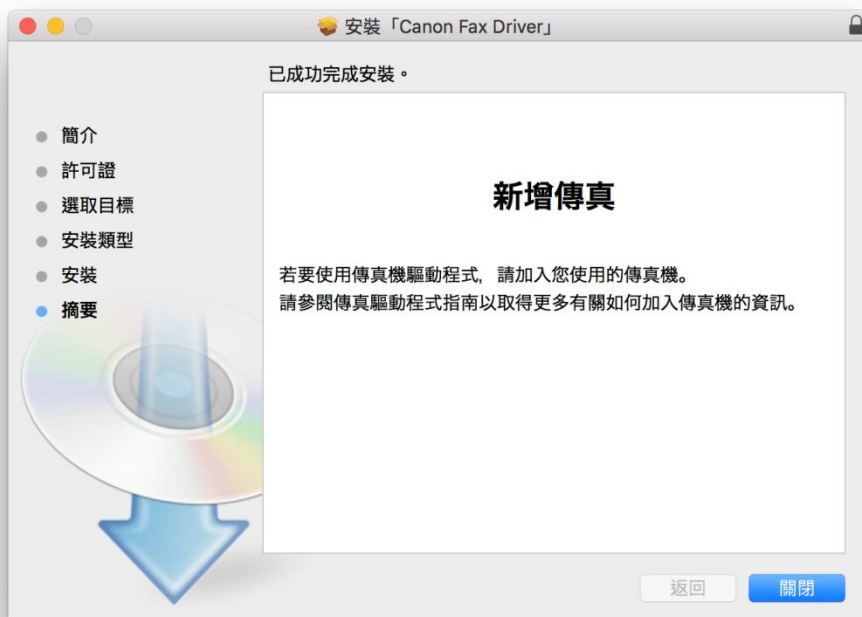 安裝「Canon Fax Driver」
已成功完成安裝。
簡介
許可證
選取目標
安裝類型
安裝
摘要
新增傳真
若要使用傳真機驅動程式，請加入您使用的傳真機。
請參閱傳真驅動程式指南以取得更多有關如何加入傳真機的資訊。
返回
關閉